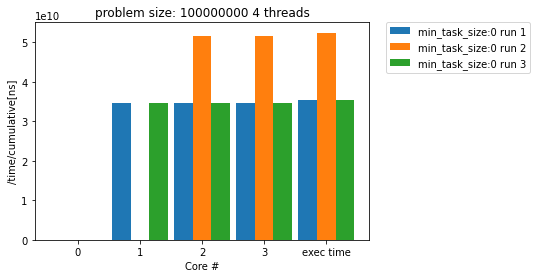 problem size: 100000000 4 threads
1e10
5
4
3
2
1
0
/time/cumulative[ns]
0 1 2 3 exec time
Core #
min_task_size:0 run 1
min_task_size:0 run 2
min_task_size:0 run 3